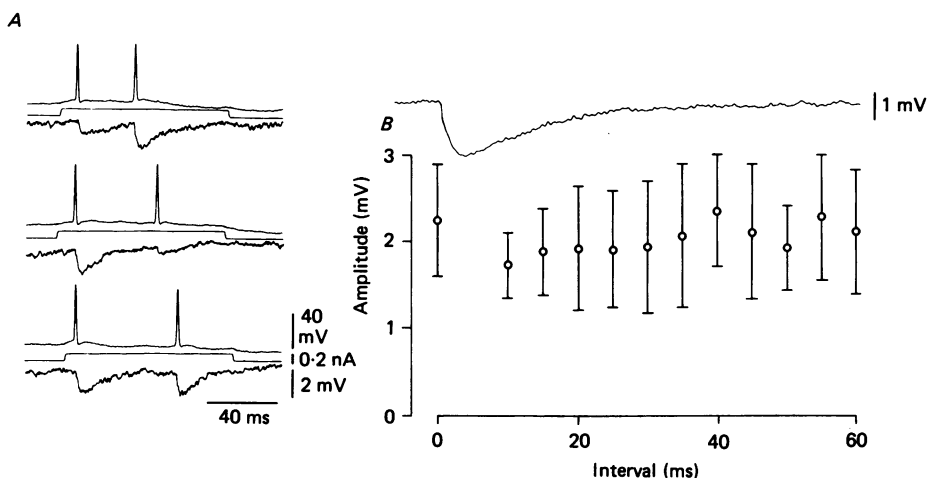 A
40
mV
0·2 nA
2 mV
40 ms
B
1 mV
Amplitude (mV)
3
2
1
0
0 20 40 60
Interval (ms)